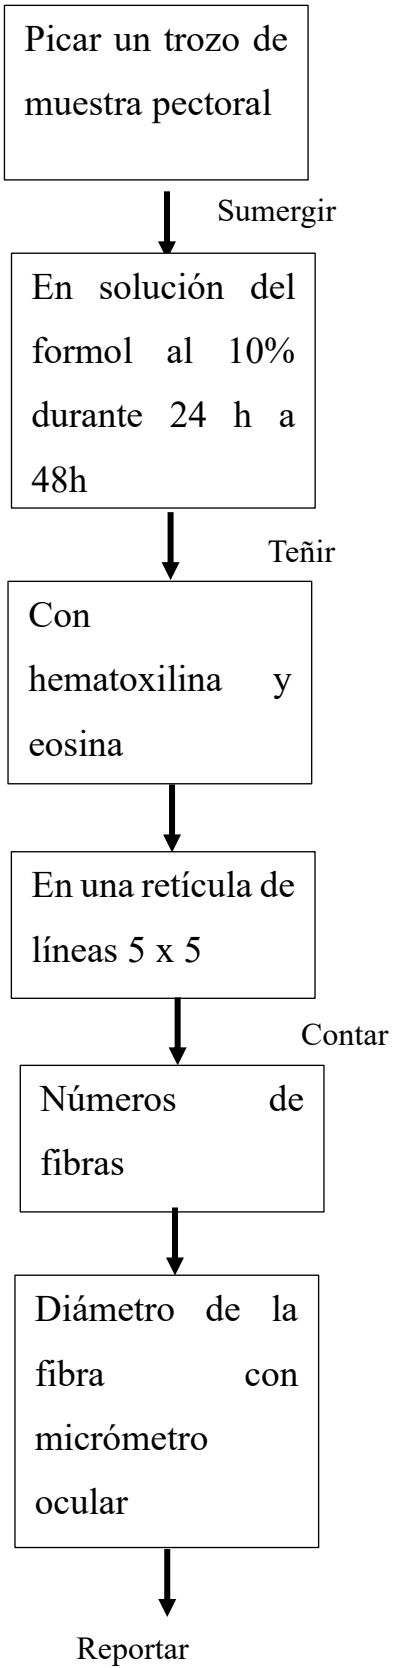 Picar un trozo de
muestra pectoral
Sumergir
En solución del
formol al 10%
durante 24 h a
48h
Teñir
Con
hematoxilina y
eosina
En una retícula de
líneas 5 x 5
Contar
Números de
fibras
Diámetro de la
fibra con
micrómetro
ocular
Reportar